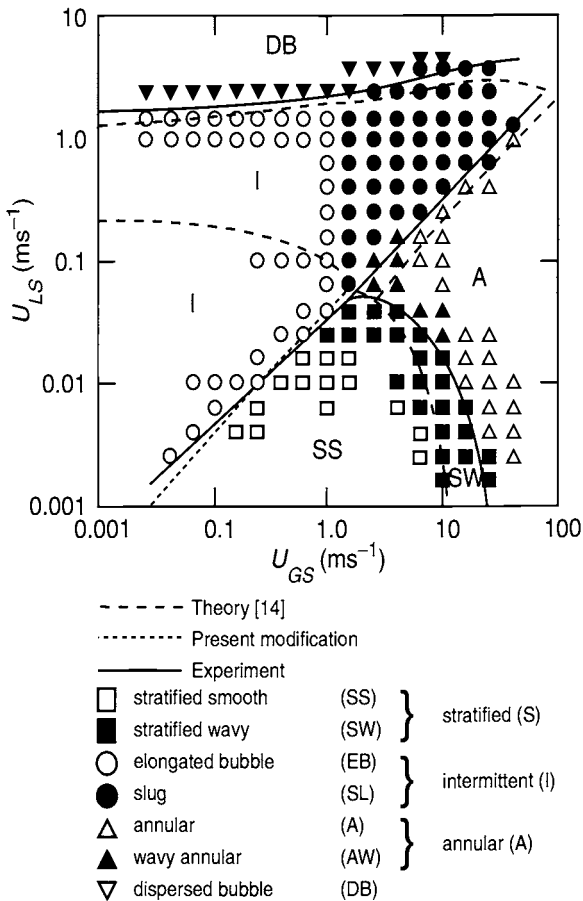 10
DB
1.0
I
U_LS (ms⁻¹)
0.1
I
A
0.01
SS
SW
0.001
0.001 0.1 1.0 10 100
U_GS (ms⁻¹)
Theory [14]
Present modification
Experiment
stratified smooth (SS)
stratified wavy (SW)
stratified (S)
elongated bubble (EB)
slug (SL)
intermittent (I)
annular (A)
wavy annular (AW)
annular (A)
dispersed bubble (DB)